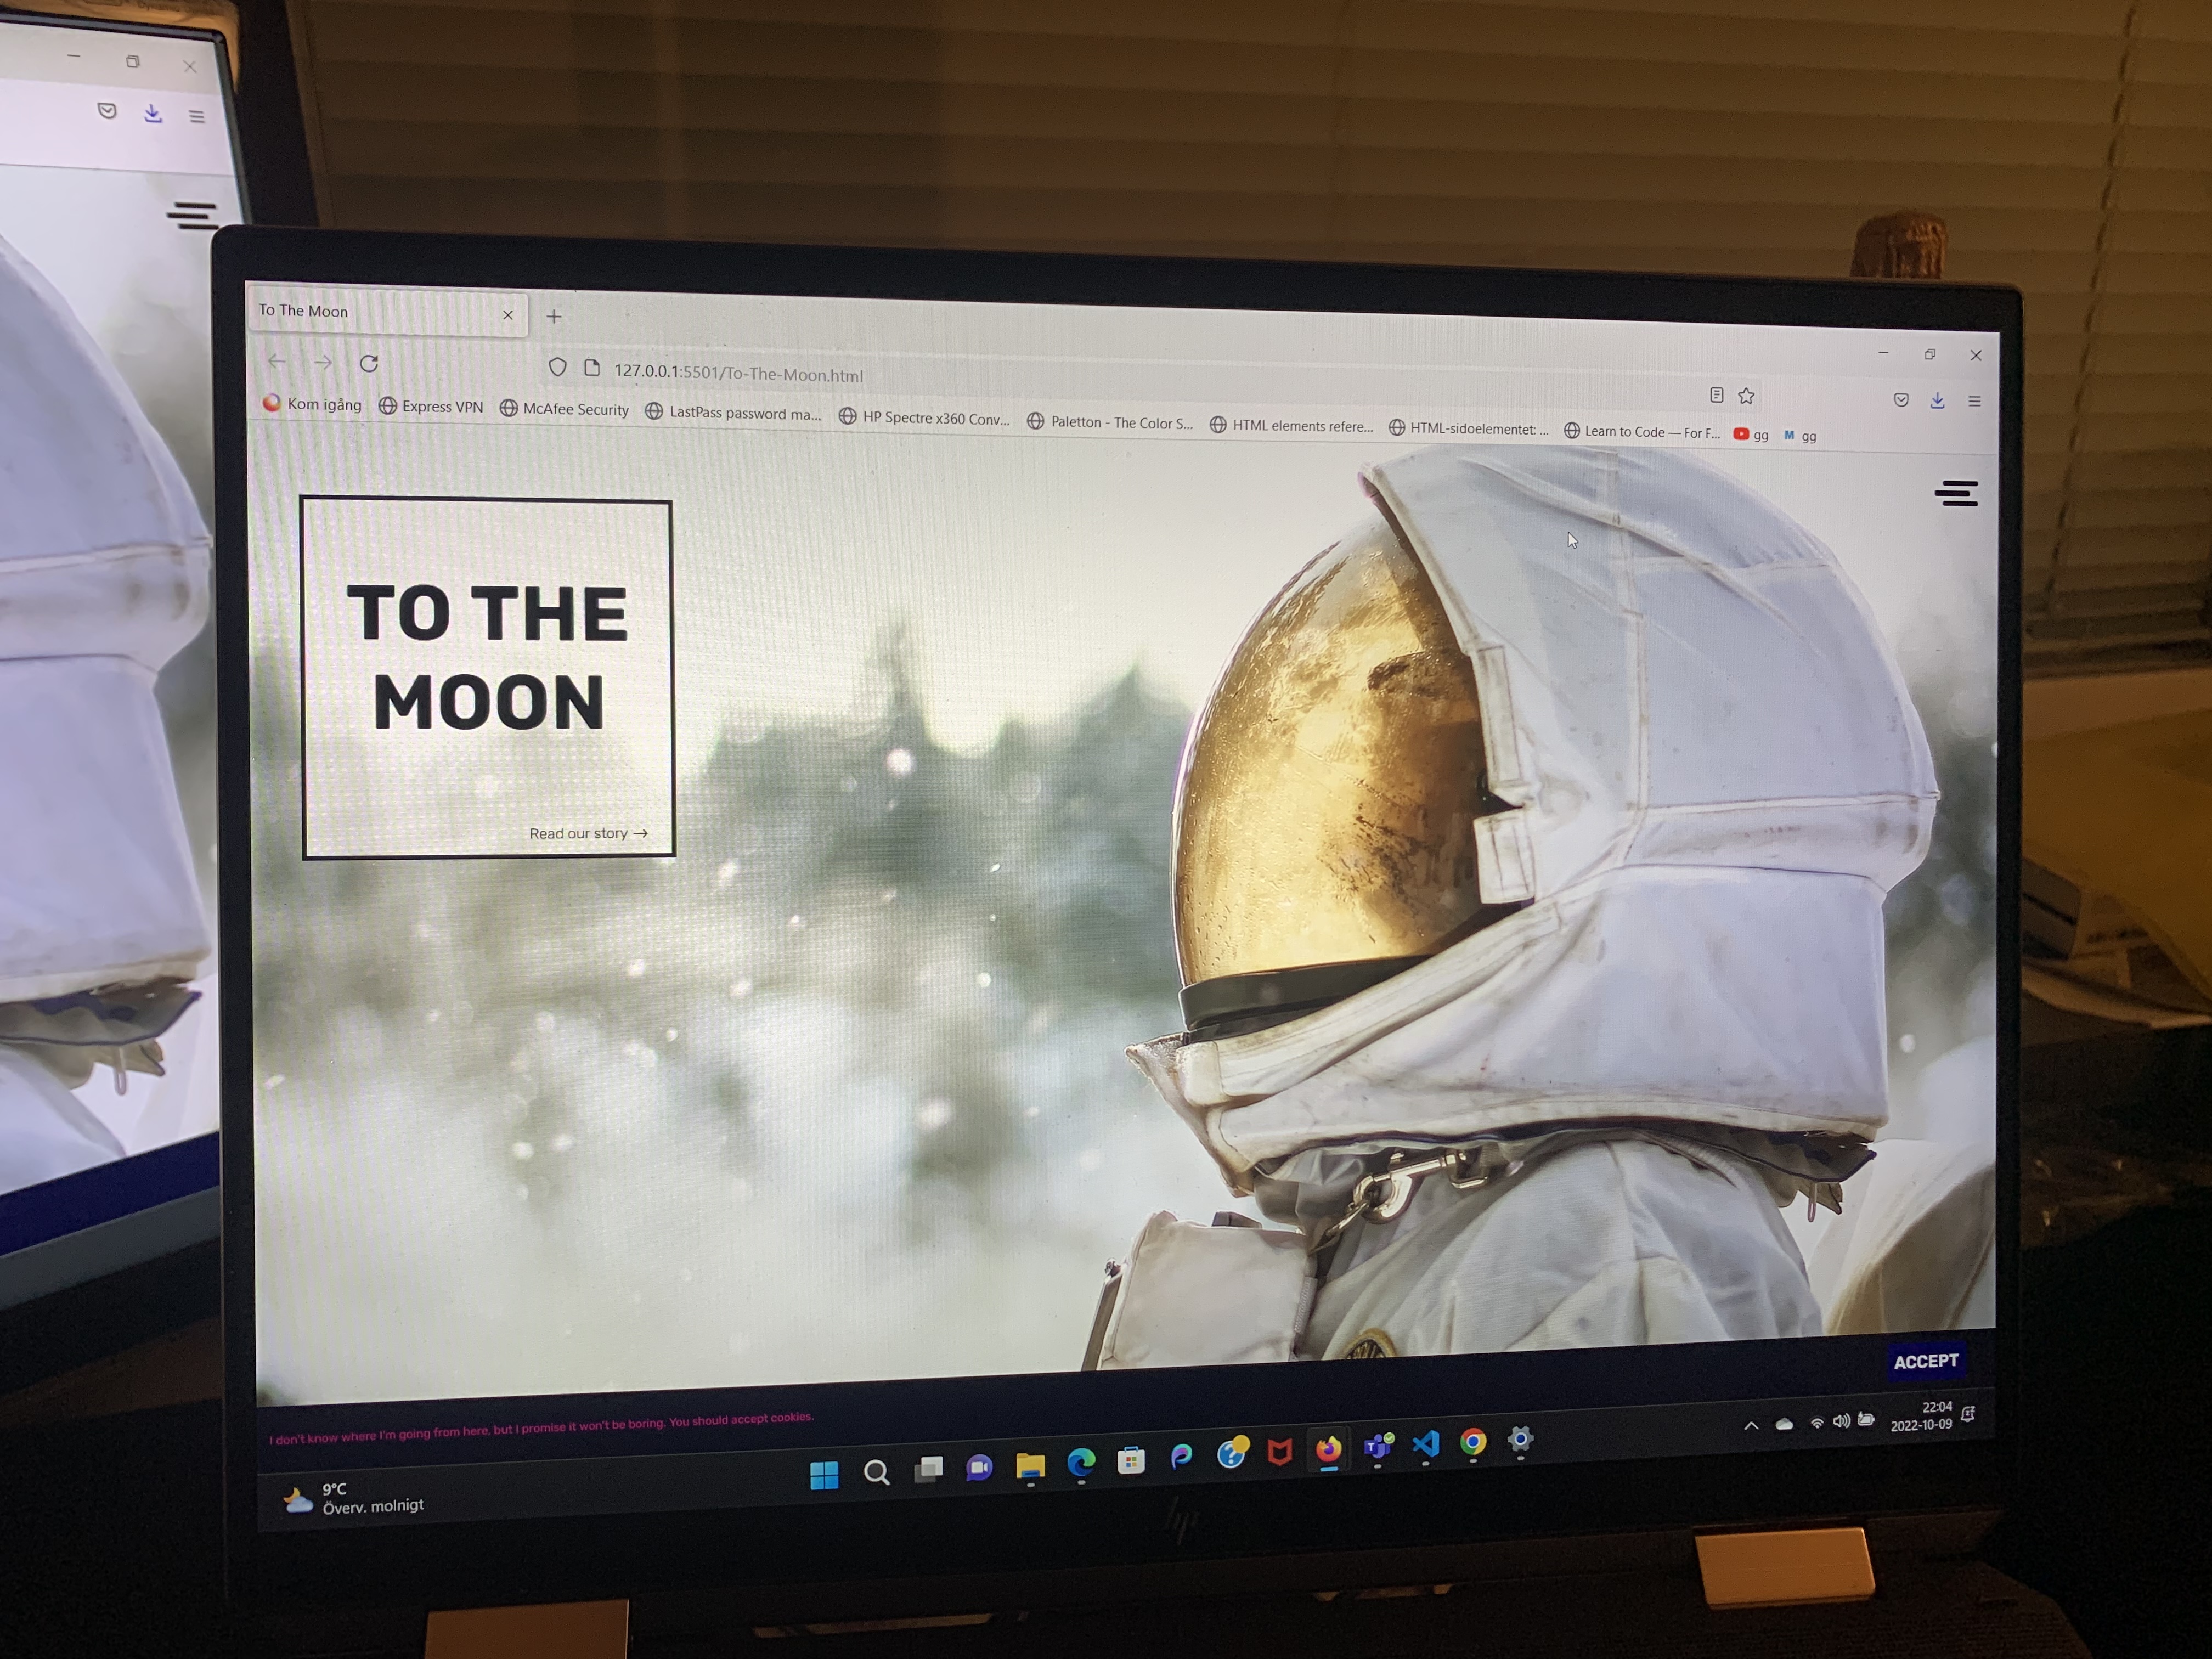 To The Moon
127.0.0.1:5501/To-The-Moon.html
Kom igång Express VPN McAfee Security LastPass password ma... HP Spectre x360 Conv... Paletton - The Color S... HTML elements refere... HTML-sidoelementet: ... Learn to Code — For F... gg M gg
TO THE
MOON
Read our story →
ACCEPT
I don't know where I'm going from here, but I promise it won't be boring. You should accept cookies.
9°C
Överv. molnigt
22:04
2022-10-09
hp